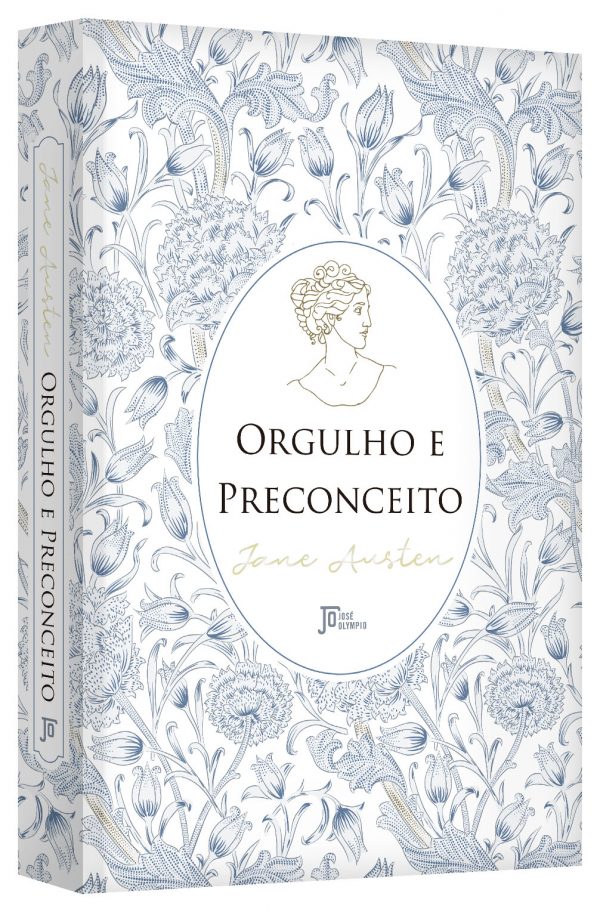 Jane Austen
ORGULHO E PRECONCEITO
JO
ORGULHO E
PRECONCEITO
Jane Austen
JO JOSÉ
OLYMPIO